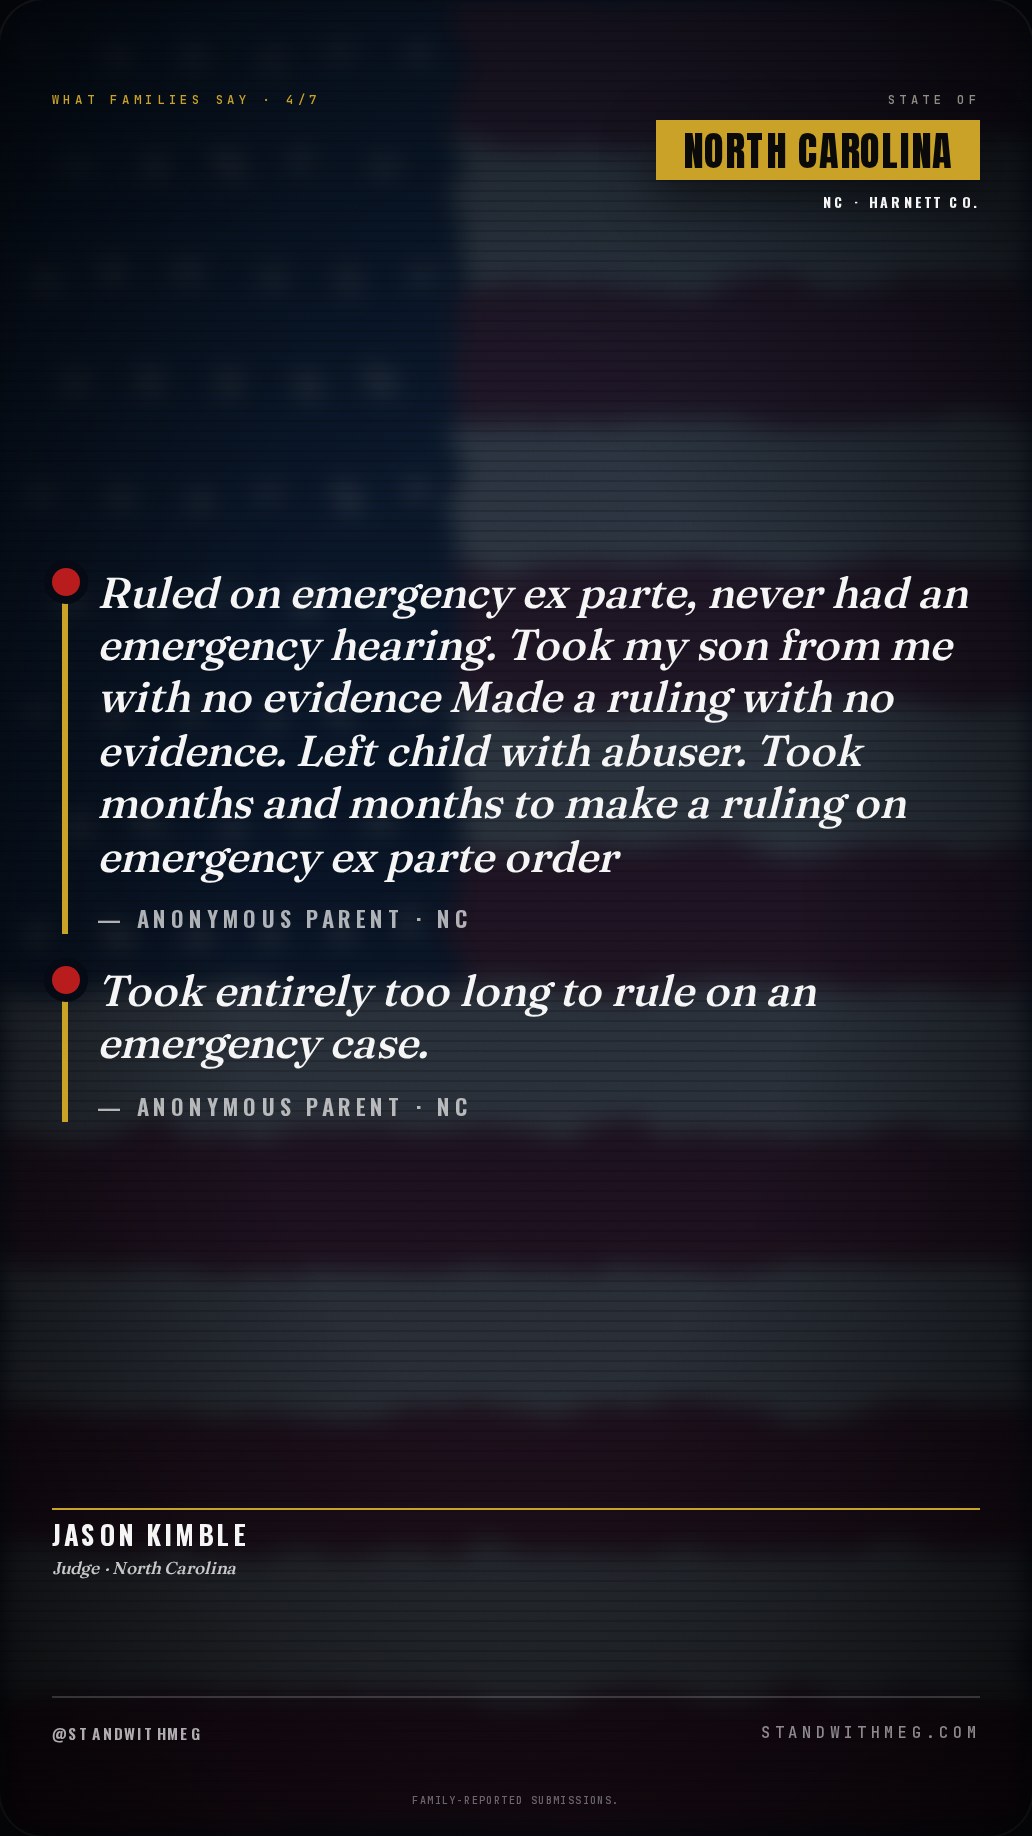 WHAT FAMILIES SAY · 4/7
STATE OF
NORTH CAROLINA
NC · HARNETT CO.
Ruled on emergency ex parte, never had an
emergency hearing. Took my son from me
with no evidence Made a ruling with no
evidence. Left child with abuser. Took
months and months to make a ruling on
emergency ex parte order
— ANONYMOUS PARENT · NC
Took entirely too long to rule on an
emergency case.
— ANONYMOUS PARENT · NC
JASON KIMBLE
Judge · North Carolina
@STANDWITHMEG
STANDWITHMEG.COM
FAMILY-REPORTED SUBMISSIONS.